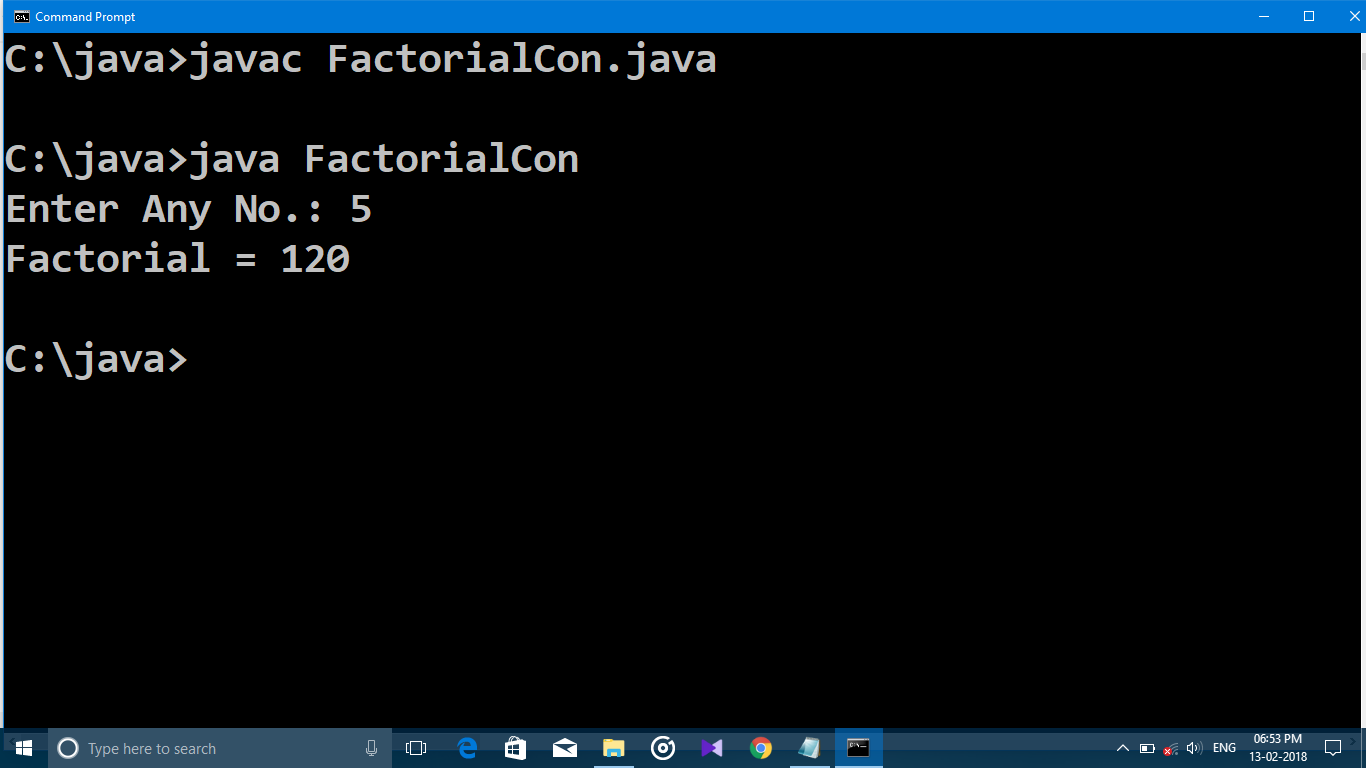 Command Prompt
C:\java>javac FactorialCon.java
C:\java>java FactorialCon
Enter Any No.: 5
Factorial = 120
C:\java>
Type here to search
ENG
06:53 PM
13-02-2018